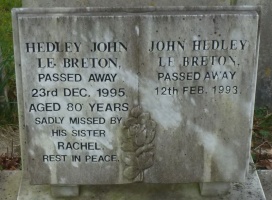 HEDLEY JOHN
LE BRETON.
PASSED AWAY
23rd DEC. 1995
AGED 80 YEARS.
SADLY MISSED BY
HIS SISTER
RACHEL
REST IN PEACE.
JOHN HEDLEY
LE BRETON.
PASSED AWAY
12th FEB. 1993.